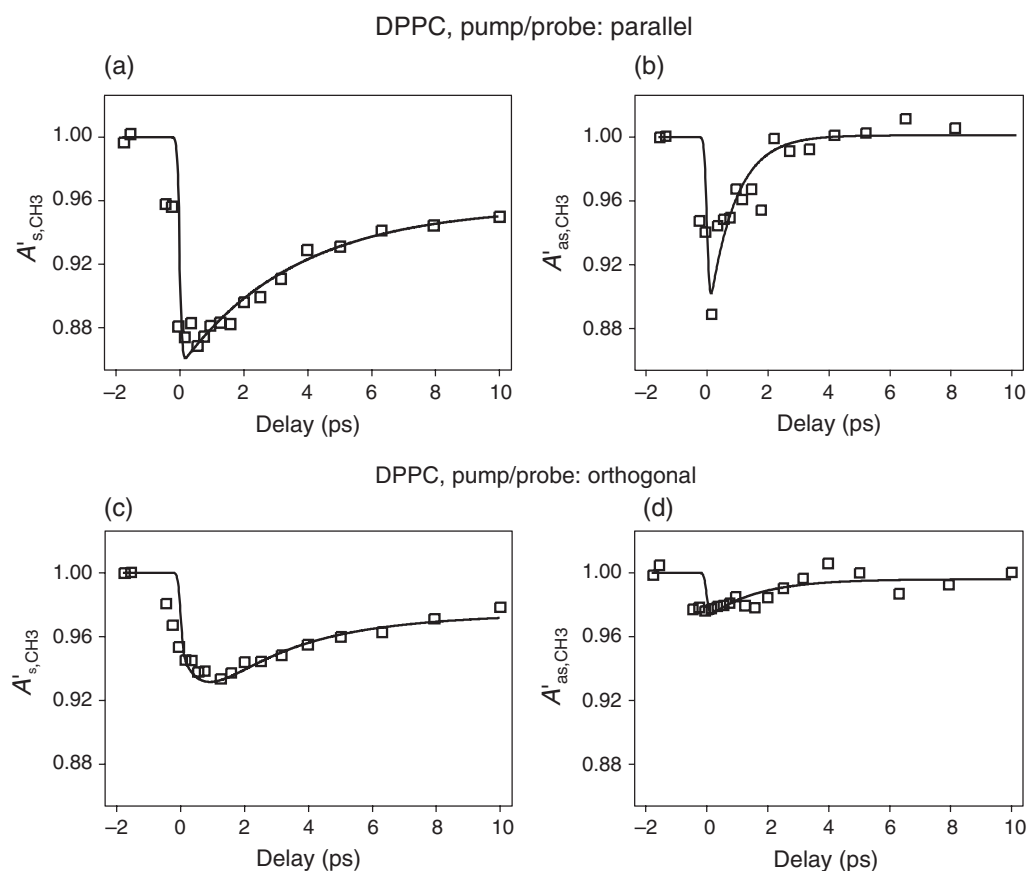 DPPC, pump/probe: parallel
(a)
(b)
1.00
0.96
0.92
0.88
A's,CH3
–2 0 2 4 6 8 10
Delay (ps)
1.00
0.96
0.92
0.88
A'as,CH3
–2 0 2 4 6 8 10
Delay (ps)
DPPC, pump/probe: orthogonal
(c)
(d)
1.00
0.96
0.92
0.88
A's,CH3
–2 0 2 4 6 8 10
Delay (ps)
1.00
0.96
0.92
0.88
A'as,CH3
–2 0 2 4 6 8 10
Delay (ps)